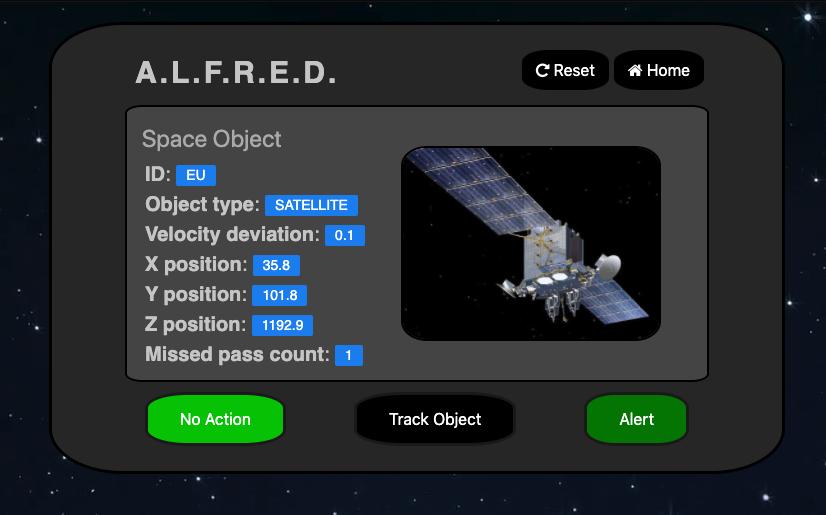 A.L.F.R.E.D.
Reset
Home
Space Object
ID: EU
Object type: SATELLITE
Velocity deviation: 0.1
X position: 35.8
Y position: 101.8
Z position: 1192.9
Missed pass count: 1
No Action
Track Object
Alert